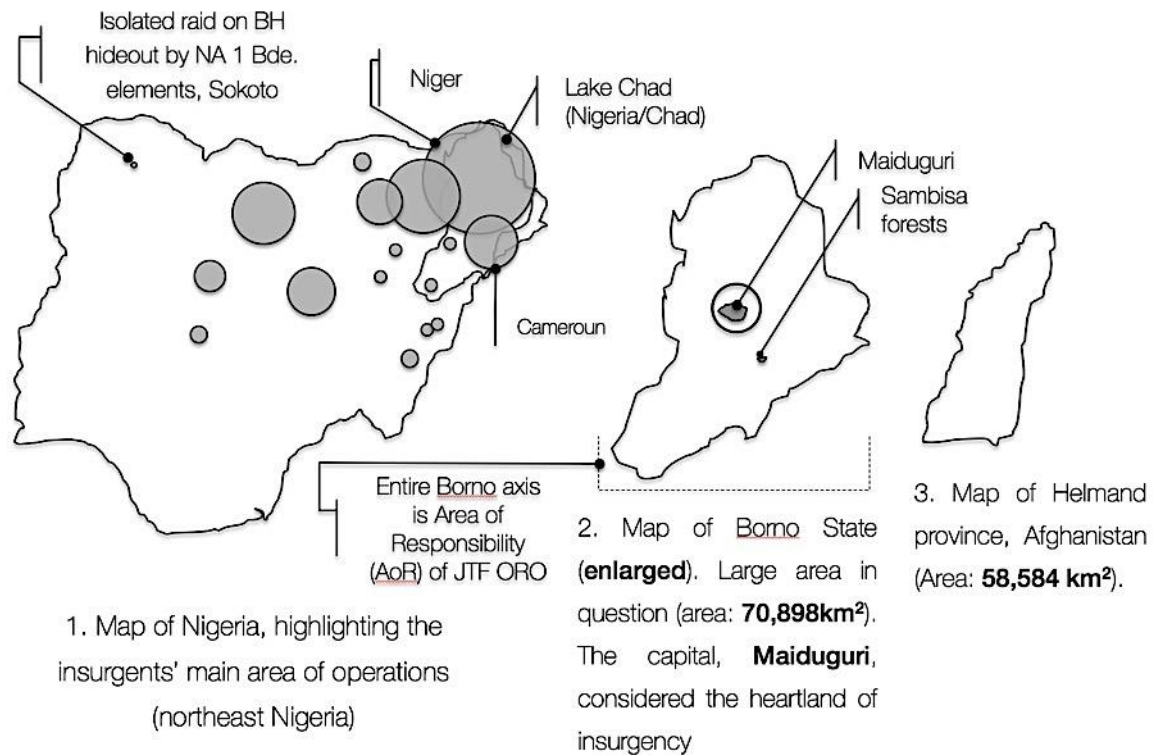 Isolated raid on BH
hideout by NA 1 Bde.
elements, Sokoto
Niger
Lake Chad
(Nigeria/Chad)
Maiduguri
Sambisa
forests
Cameroun
Entire Borno axis
is Area of
Responsibility
(AoR) of JTF ORO
1. Map of Nigeria, highlighting the
insurgents' main area of operations
(northeast Nigeria)
2. Map of Borno State
(enlarged). Large area in
question (area: 70,898km²).
The capital, Maiduguri,
considered the heartland of
insurgency
3. Map of Helmand
province, Afghanistan
(Area: 58,584 km²).